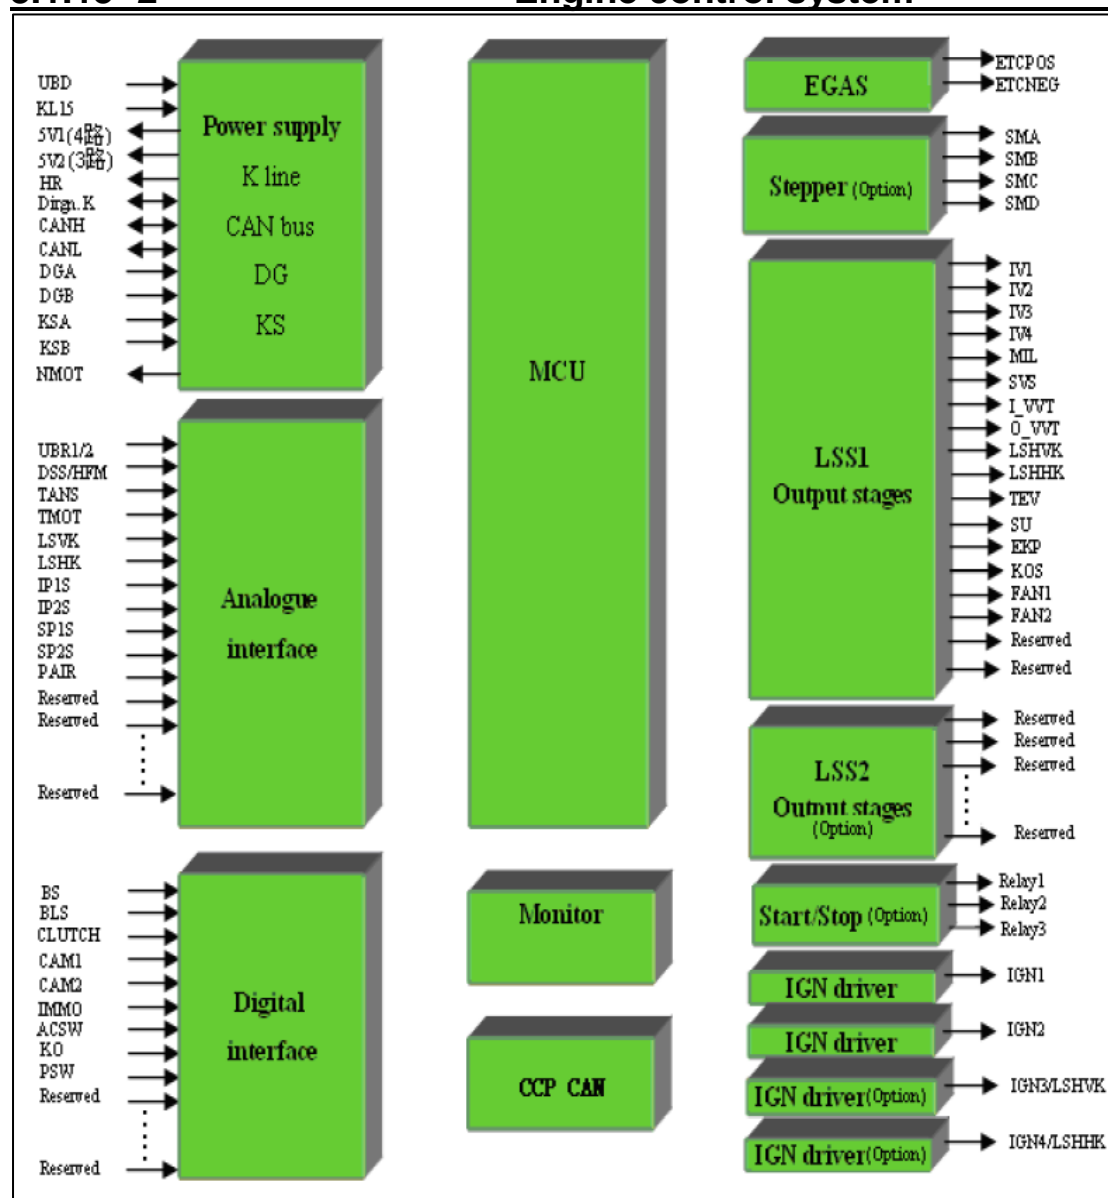 Engine control system
UBD
KL15
5V1(4路)
5V2(3路)
HR
Dirgn.K
CANH
CANL
DGA
DGB
KSA
KSB
NMOT
Power supply
K line
CAN bus
DG
KS
UBR1/2
DSS/HFM
TANS
TMOT
LSVK
LSHK
IP1S
IP2S
SP1S
SP2S
PAIR
Reserved
Reserved
Reserved
Analogue
interface
BS
BLS
CLUTCH
CAM1
CAM2
IMMO
ACSW
KO
PSW
Reserved
Reserved
Digital
interface
MCU
Monitor
CCP CAN
EGAS
ETCPOS
ETCNEG
Stepper (Option)
SMA
SMB
SMC
SMD
LSS1
Output stages
IV1
IV2
IV3
IV4
MIL
SVS
I_VVT
O_VVT
LSHVK
LSHHK
TEV
SU
EKP
KOS
FAN1
FAN2
Reserved
Reserved
LSS2
Output stages
(Option)
Reserved
Reserved
Reserved
Reserved
Start/Stop (Option)
Relay1
Relay2
Relay3
IGN driver
IGN1
IGN driver
IGN2
IGN driver(Option)
IGN3/LSHVK
IGN driver(Option)
IGN4/LSHHK